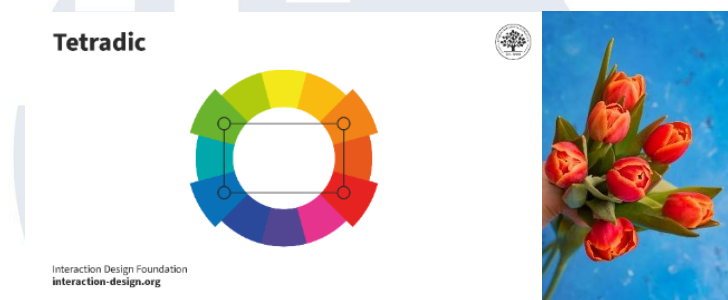 Tetradic
Interaction Design Foundation
interaction-design.org